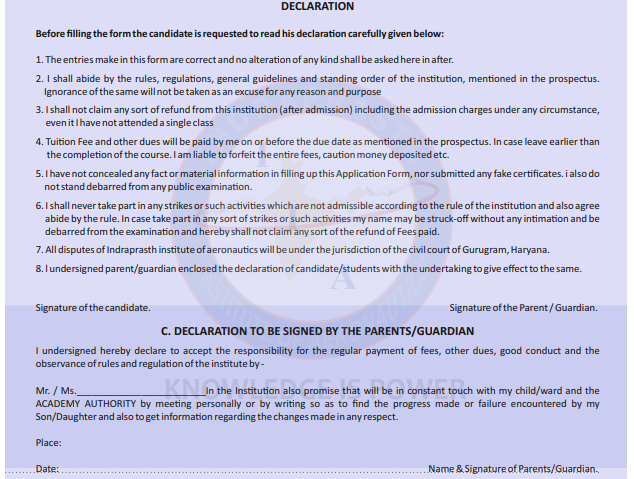 DECLARATION
Before filling the form the candidate is requested to read his declaration carefully given below:
1. The entries make in this form are correct and no alteration of any kind shall be asked here in after.
2. I shall abide by the rules, regulations, general guidelines and standing order of the institution, mentioned in the prospectus.
Ignorance of the same will not be taken as an excuse for any reason and purpose
3. I shall not claim any sort of refund from this institution (after admission) including the admission charges under any circumstance,
even it I have not attended a single class
4. Tuition Fee and other dues will be paid by me on or before the due date as mentioned in the prospectus. In case leave earlier than
the completion of the course. I am liable to forfeit the entire fees, caution money deposited etc.
5. I have not concealed any fact or material information in filling up this Application Form, nor submitted any fake certificates. i also do
not stand debarred from any public examination.
6. I shall never take part in any strikes or such activities which are not admissible according to the rule of the institution and also agree
abide by the rule. In case take part in any sort of strikes or such activities my name may be struck-off without any intimation and be
debarred from the examination and hereby shall not claim any sort of the refund of Fees paid.
7. All disputes of Indraprasth institute of aeronautics will be under the jurisdiction of the civil court of Gurugram, Haryana.
8. I undersigned parent/guardian enclosed the declaration of candidate/students with the undertaking to give effect to the same.
A
Signature of the candidate. Signature of the Parent / Guardian.
C. DECLARATION TO BE SIGNED BY THE PARENTS/GUARDIAN
I undersigned hereby declare to accept the responsibility for the regular payment of fees, other dues, good conduct and the
observance of rules and regulation of the institute by -
KNOWLEDGE IS POWER
Mr. / Ms.__________________________In the Institution also promise that will be in constant touch with my child/ward and the
ACADEMY AUTHORITY by meeting personally or by writing so as to find the progress made or failure encountered by my
Son/Daughter and also to get information regarding the changes made in any respect.
Place:
Date: Name & Signature of Parents/Guardian.